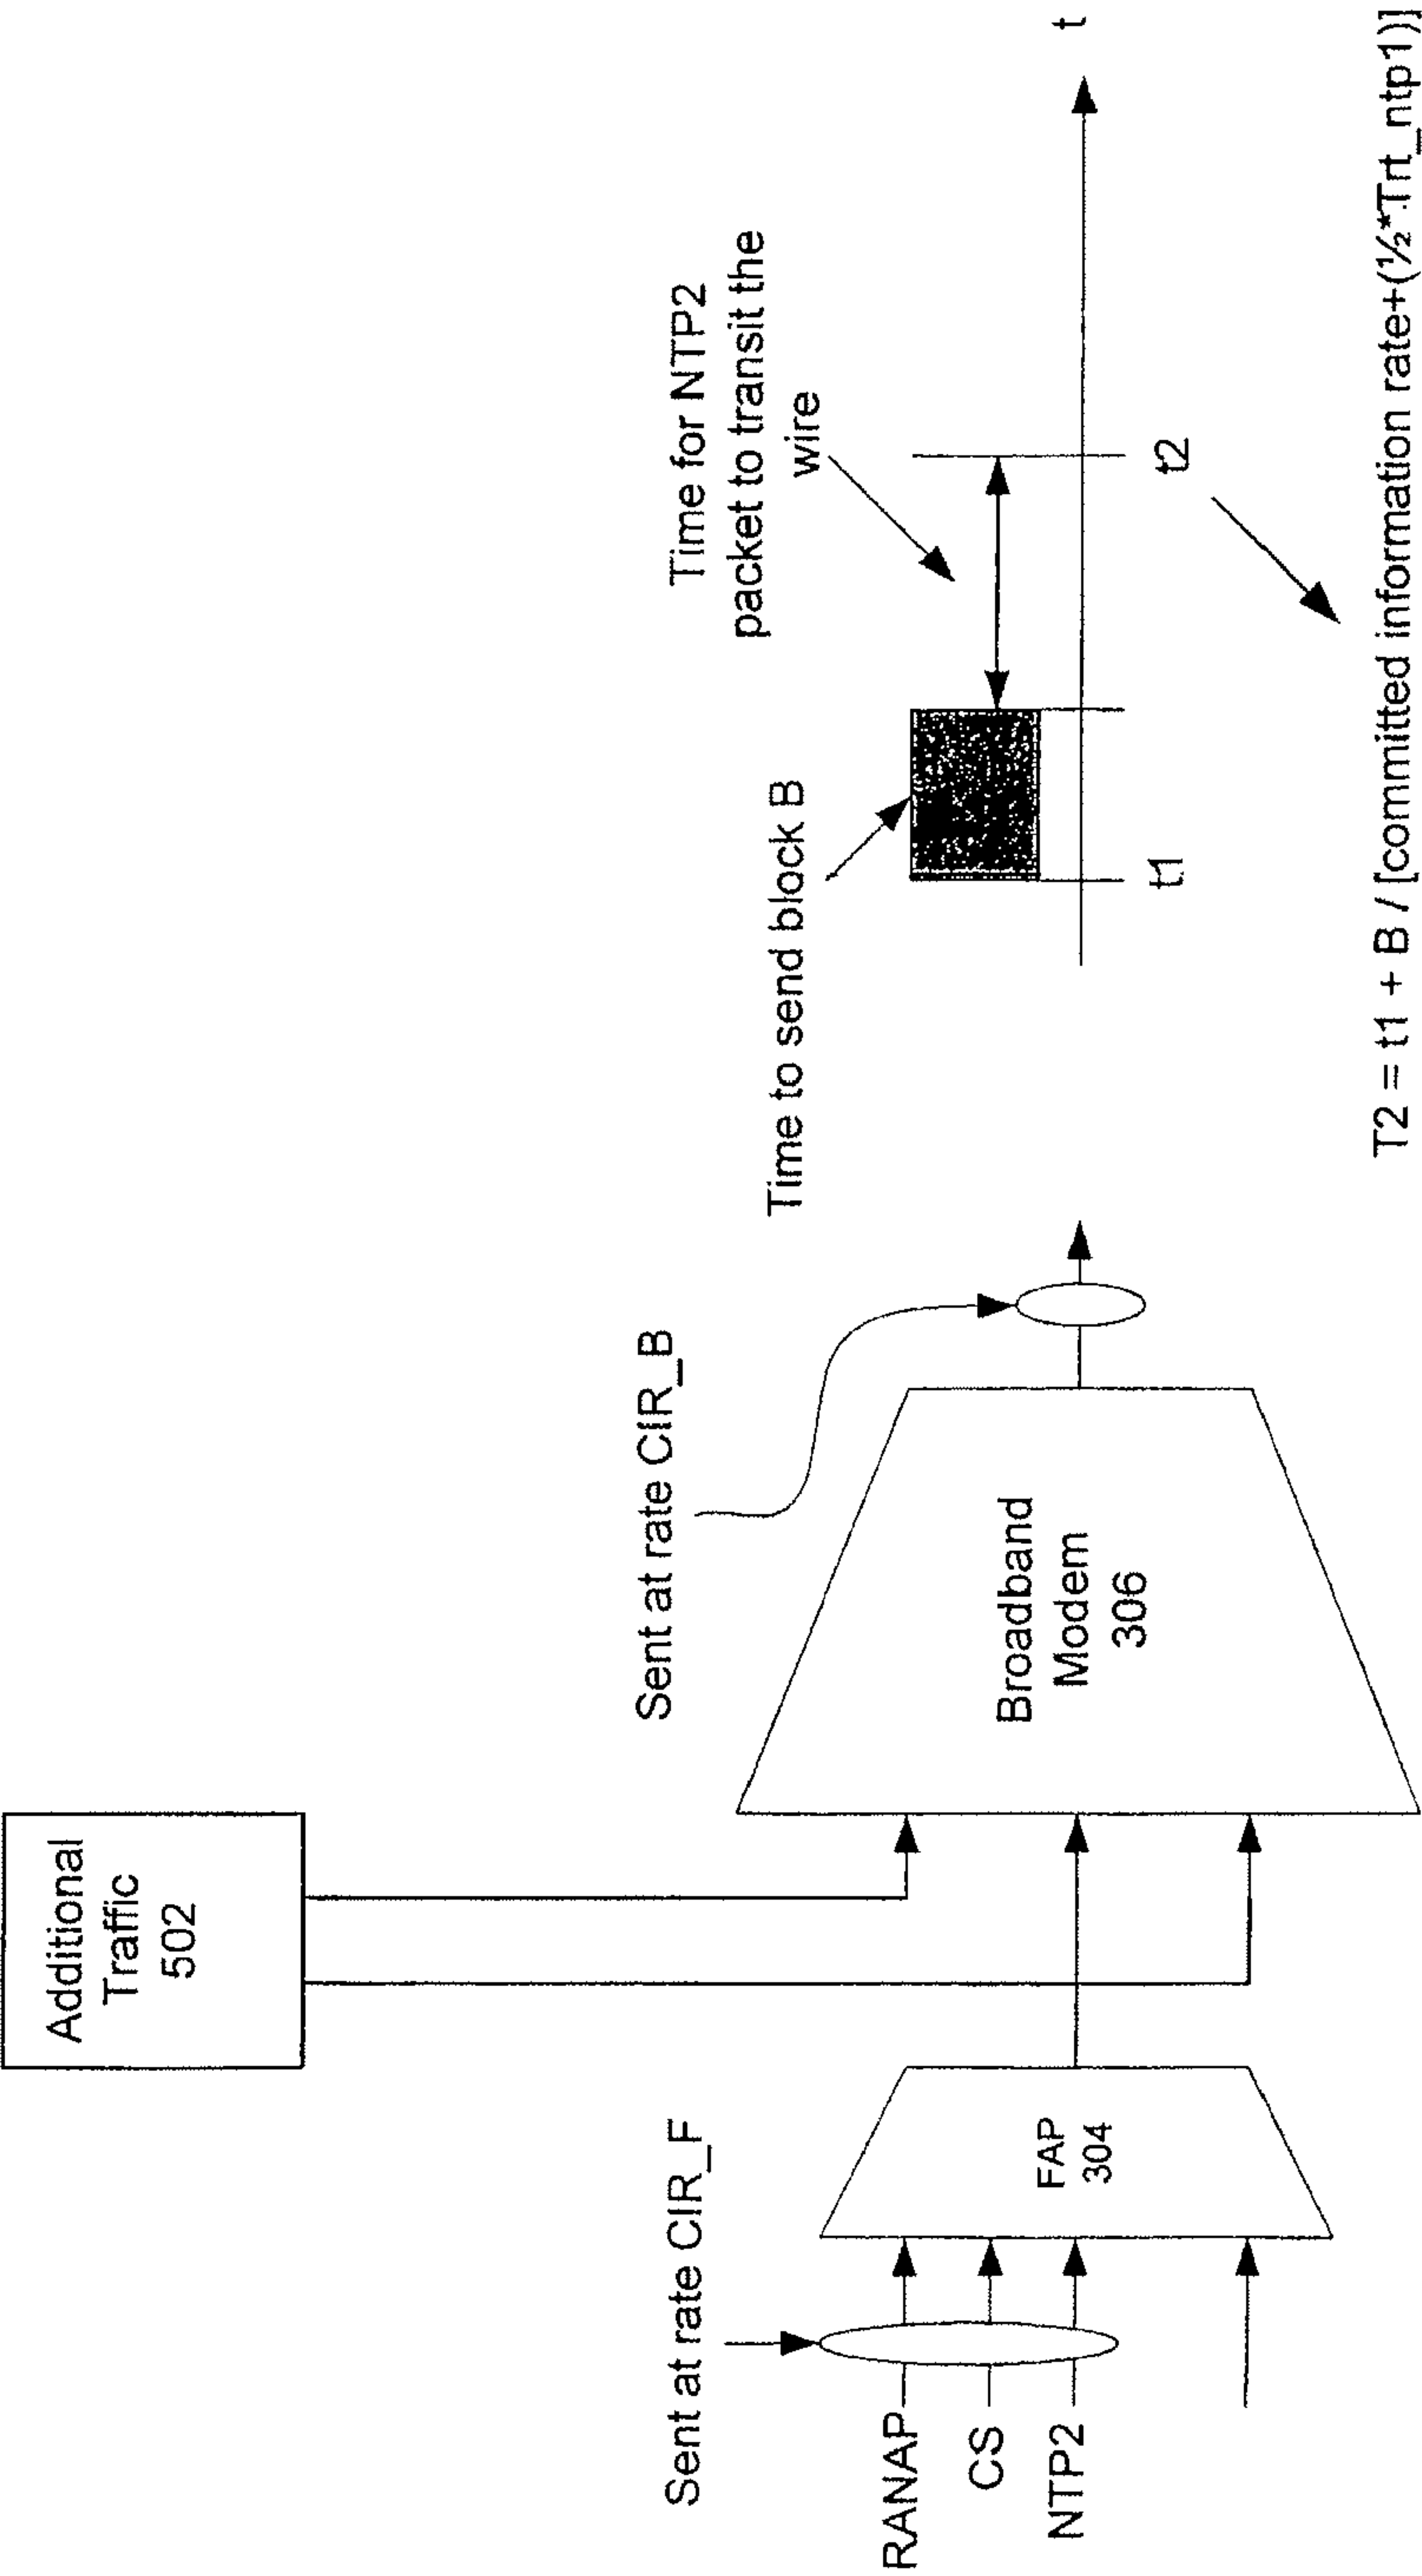 Additional
Traffic
502
Sent at rate CIR_F
RANAP
CS
NTP2
FAP
304
Sent at rate CIR_B
Broadband
Modem
306
Time to send block B
Time for NTP2
packet to transit the
wire
t1
t2
t
T2 = t1 + B / [committed information rate+(½*Trt_ntp1)]